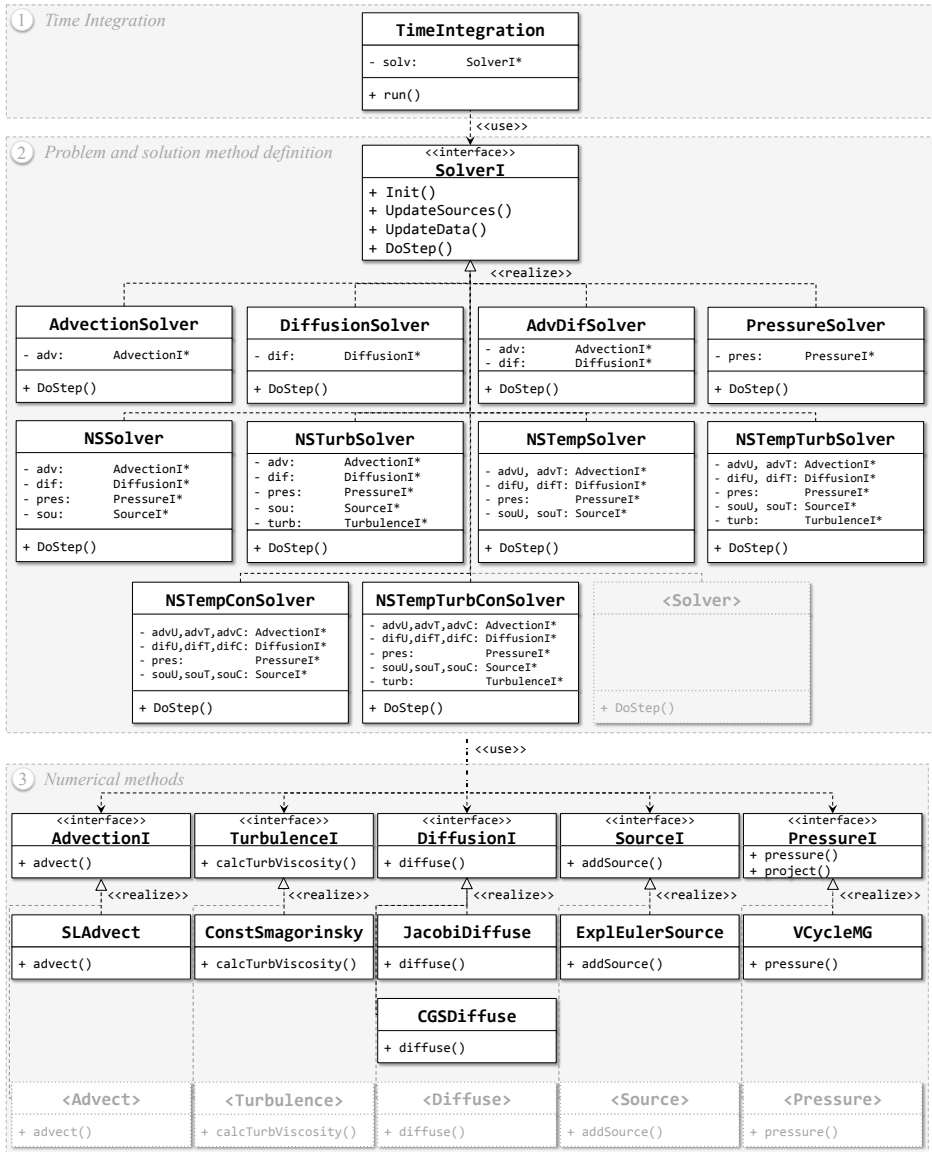 1 Time Integration
TimeIntegration
- solv: SolverI*
+ run()
<<use>>
2 Problem and solution method definition
<<interface>>
SolverI
+ Init()
+ UpdateSources()
+ UpdateData()
+ DoStep()
<<realize>>
AdvectionSolver
- adv: AdvectionI*
+ DoStep()
DiffusionSolver
- dif: DiffusionI*
+ DoStep()
AdvDifSolver
- adv: AdvectionI*
- dif: DiffusionI*
+ DoStep()
PressureSolver
- pres: PressureI*
+ DoStep()
NSSolver
- adv: AdvectionI*
- dif: DiffusionI*
- pres: PressureI*
- sou: SourceI*
+ DoStep()
NSTurbSolver
- adv: AdvectionI*
- dif: DiffusionI*
- pres: PressureI*
- sou: SourceI*
- turb: TurbulenceI*
+ DoStep()
NSTempSolver
- advU, advT: AdvectionI*
- difU, difT: DiffusionI*
- pres: PressureI*
- souU, souT: SourceI*
+ DoStep()
NSTempTurbSolver
- advU, advT: AdvectionI*
- difU, difT: DiffusionI*
- pres: PressureI*
- souU, souT: SourceI*
- turb: TurbulenceI*
+ DoStep()
NSTempConSolver
- advU,advT,advC: AdvectionI*
- difU,difT,difC: DiffusionI*
- pres: PressureI*
- souU,souT,souC: SourceI*
+ DoStep()
NSTempTurbConSolver
- advU,advT,advC: AdvectionI*
- difU,difT,difC: DiffusionI*
- pres: PressureI*
- souU,souT,souC: SourceI*
- turb: TurbulenceI*
+ DoStep()
<Solver>
+ DoStep()
<<use>>
3 Numerical methods
<<interface>>
AdvectionI
+ advect()
<<interface>>
TurbulenceI
+ calcTurbViscosity()
<<interface>>
DiffusionI
+ diffuse()
<<interface>>
SourceI
+ addSource()
<<interface>>
PressureI
+ pressure()
+ project()
<<realize>>
<<realize>>
<<realize>>
<<realize>>
<<realize>>
SLAdvect
+ advect()
ConstSmagorinsky
+ calcTurbViscosity()
JacobiDiffuse
+ diffuse()
ExplEulerSource
+ addSource()
VCycleMG
+ pressure()
CGSDiffuse
+ diffuse()
<Advect>
+ advect()
<Turbulence>
+ calcTurbViscosity()
<Diffuse>
+ diffuse()
<Source>
+ addSource()
<Pressure>
+ pressure()